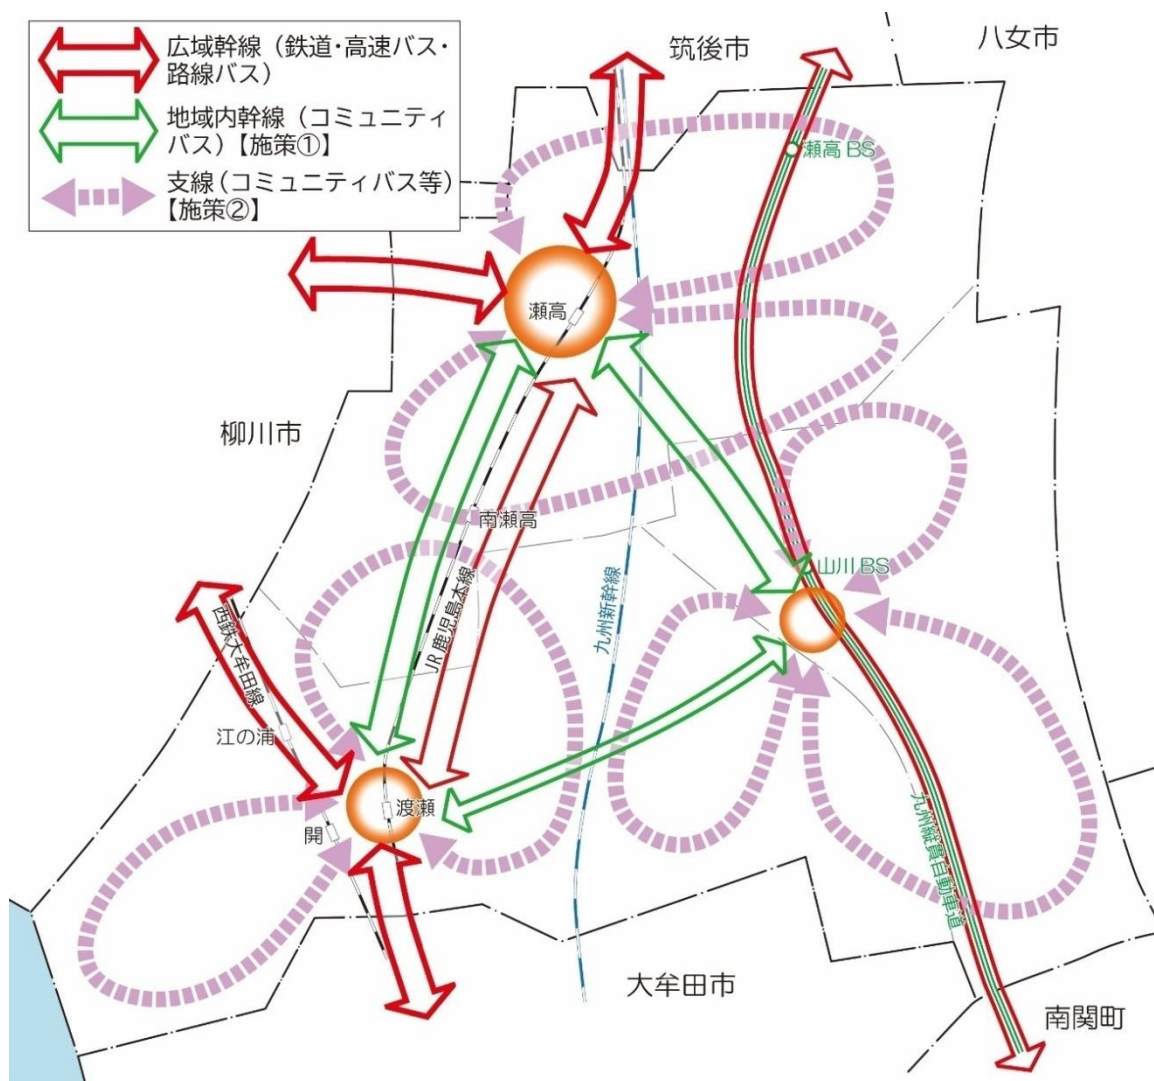 広域幹線（鉄道・高速バス・
路線バス）
地域内幹線（コミュニティ
バス）【施策①】
支線（コミュニティバス等）
【施策②】
筑後市
八女市
瀬高BS
瀬高
柳川市
南瀬高
山川BS
JR鹿児島本線
九州新幹線
西鉄大牟田線
江の浦
渡瀬
開
九州縦貫自動車道
大牟田市
南関町